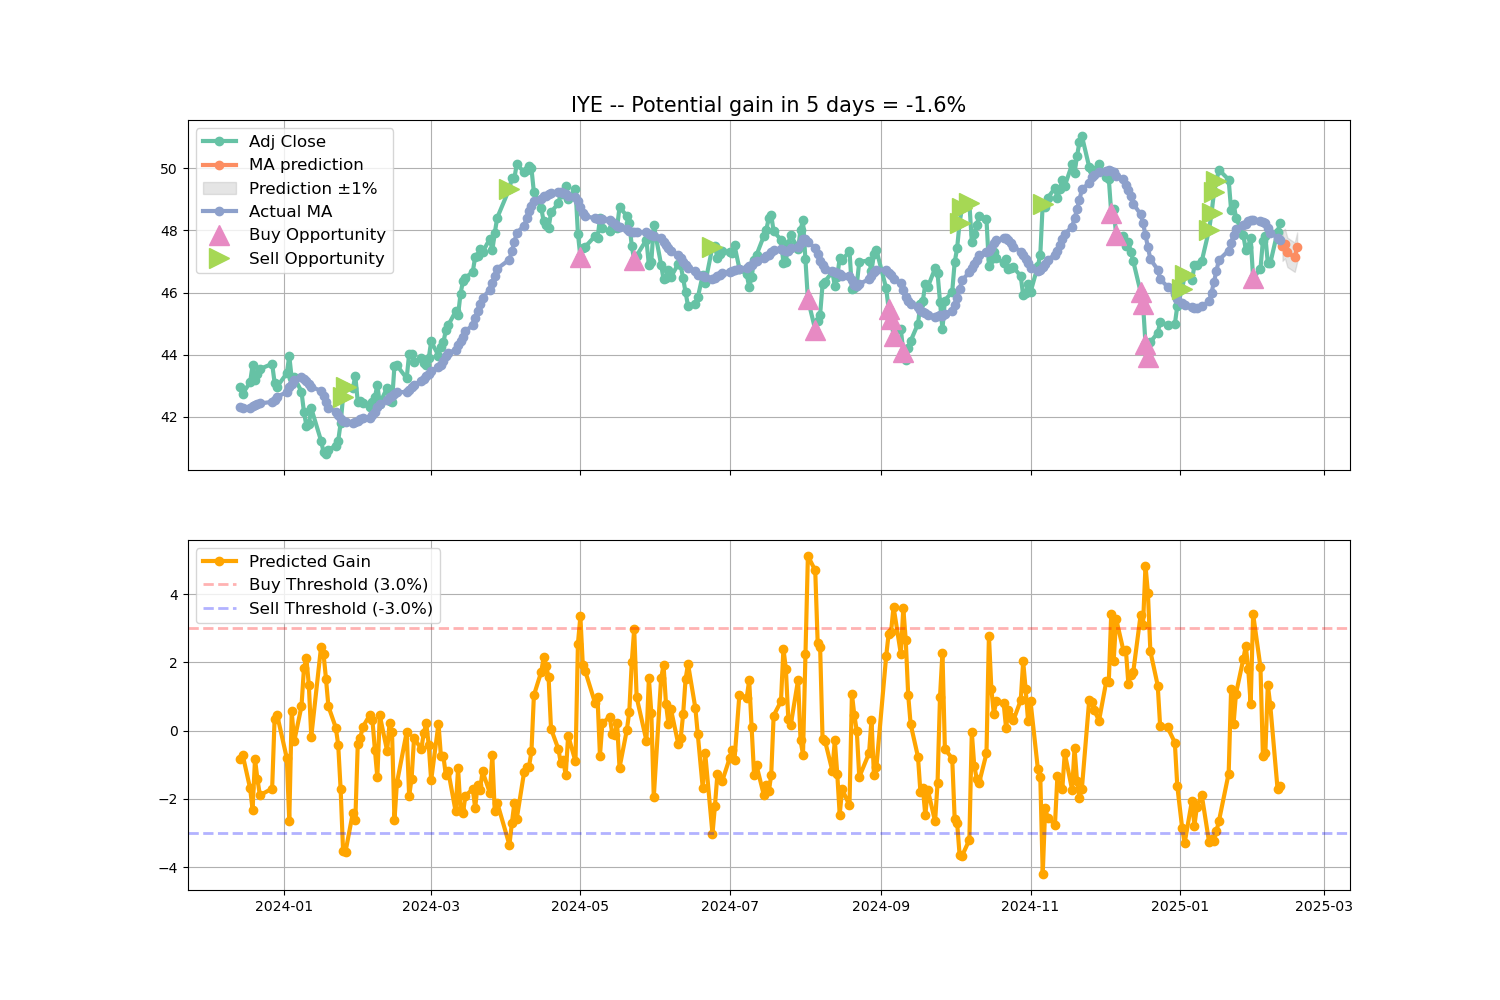 IYE -- Potential gain in 5 days = -1.6%
Adj Close
MA prediction
Prediction ±1%
Actual MA
Buy Opportunity
Sell Opportunity
50
48
46
44
42
Predicted Gain
Buy Threshold (3.0%)
Sell Threshold (-3.0%)
4
2
0
−2
−4
2024-01 2024-03 2024-05 2024-07 2024-09 2024-11 2025-01 2025-03